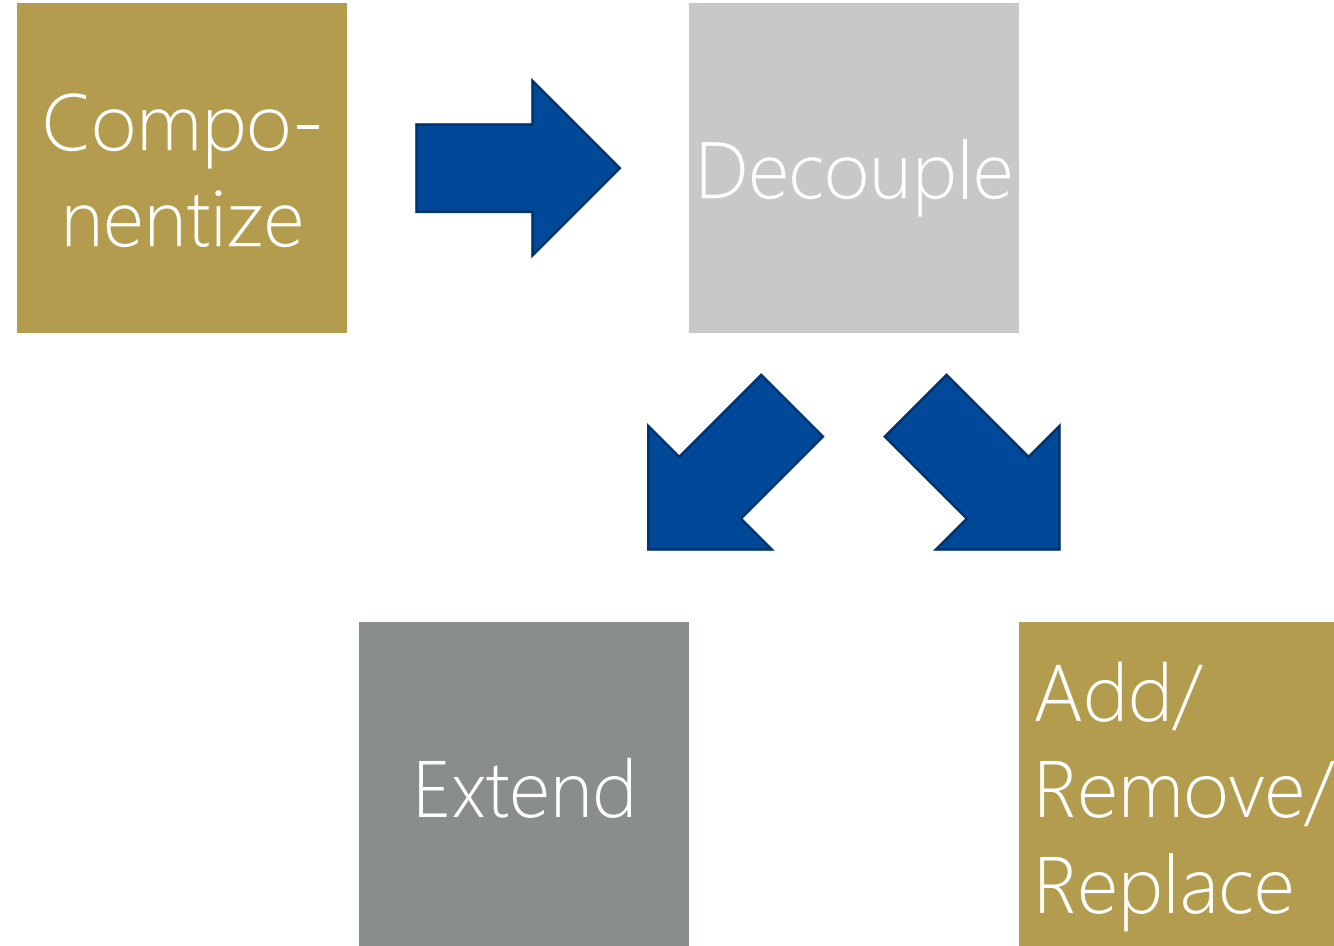 Compo-
nentize
Decouple
Extend
Add/
Remove/
Replace